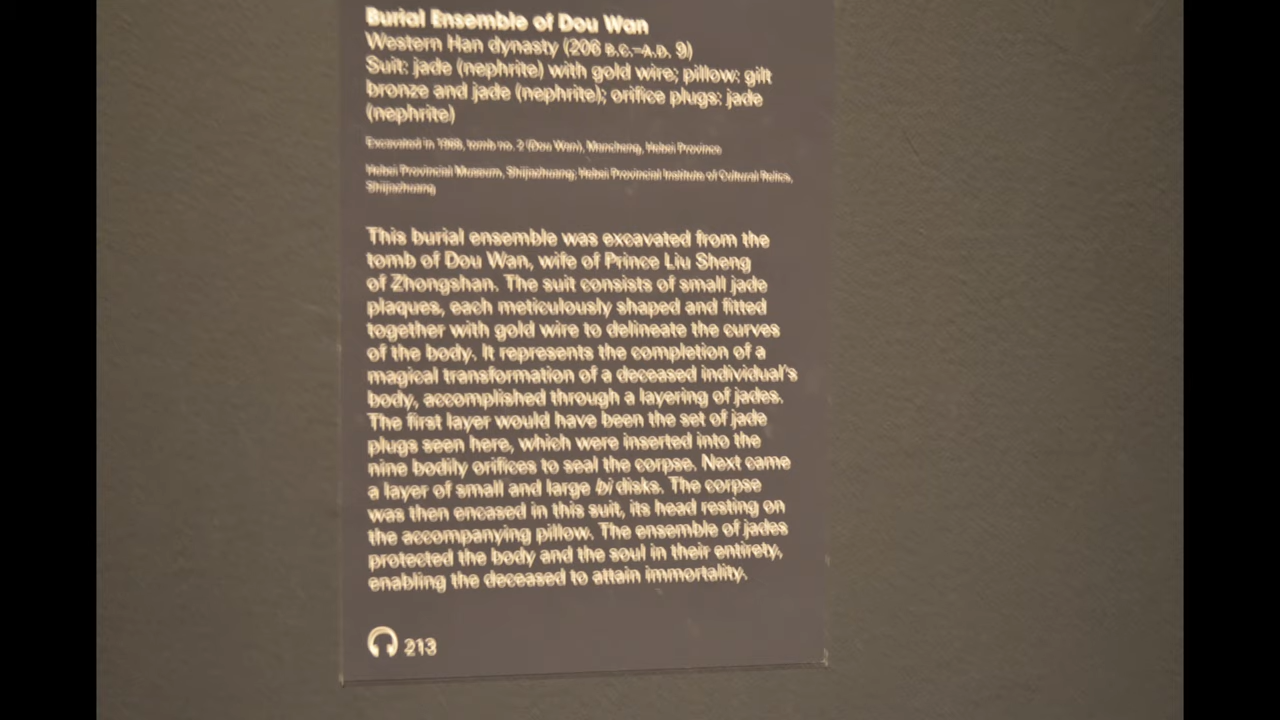 Burial Ensemble of Dou Wan
Western Han dynasty (206 B.C.–A.D. 9)
Suit: jade (nephrite) with gold wire; pillow: gilt
bronze and jade (nephrite); orifice plugs: jade
(nephrite)
Excavated in 1968, tomb no. 2 (Dou Wan), Mancheng, Hebei Province
Hebei Provincial Museum, Shijiazhuang; Hebei Provincial Institute of Cultural Relics,
Shijiazhuang
This burial ensemble was excavated from the
tomb of Dou Wan, wife of Prince Liu Sheng
of Zhongshan. The suit consists of small jade
plaques, each meticulously shaped and fitted
together with gold wire to delineate the curves
of the body. It represents the completion of a
magical transformation of a deceased individual's
body, accomplished through a layering of jades.
The first layer would have been the set of jade
plugs seen here, which were inserted into the
nine bodily orifices to seal the corpse. Next came
a layer of small and large bi disks. The corpse
was then encased in this suit, its head resting on
the accompanying pillow. The ensemble of jades
protected the body and the soul in their entirety,
enabling the deceased to attain immortality.
213